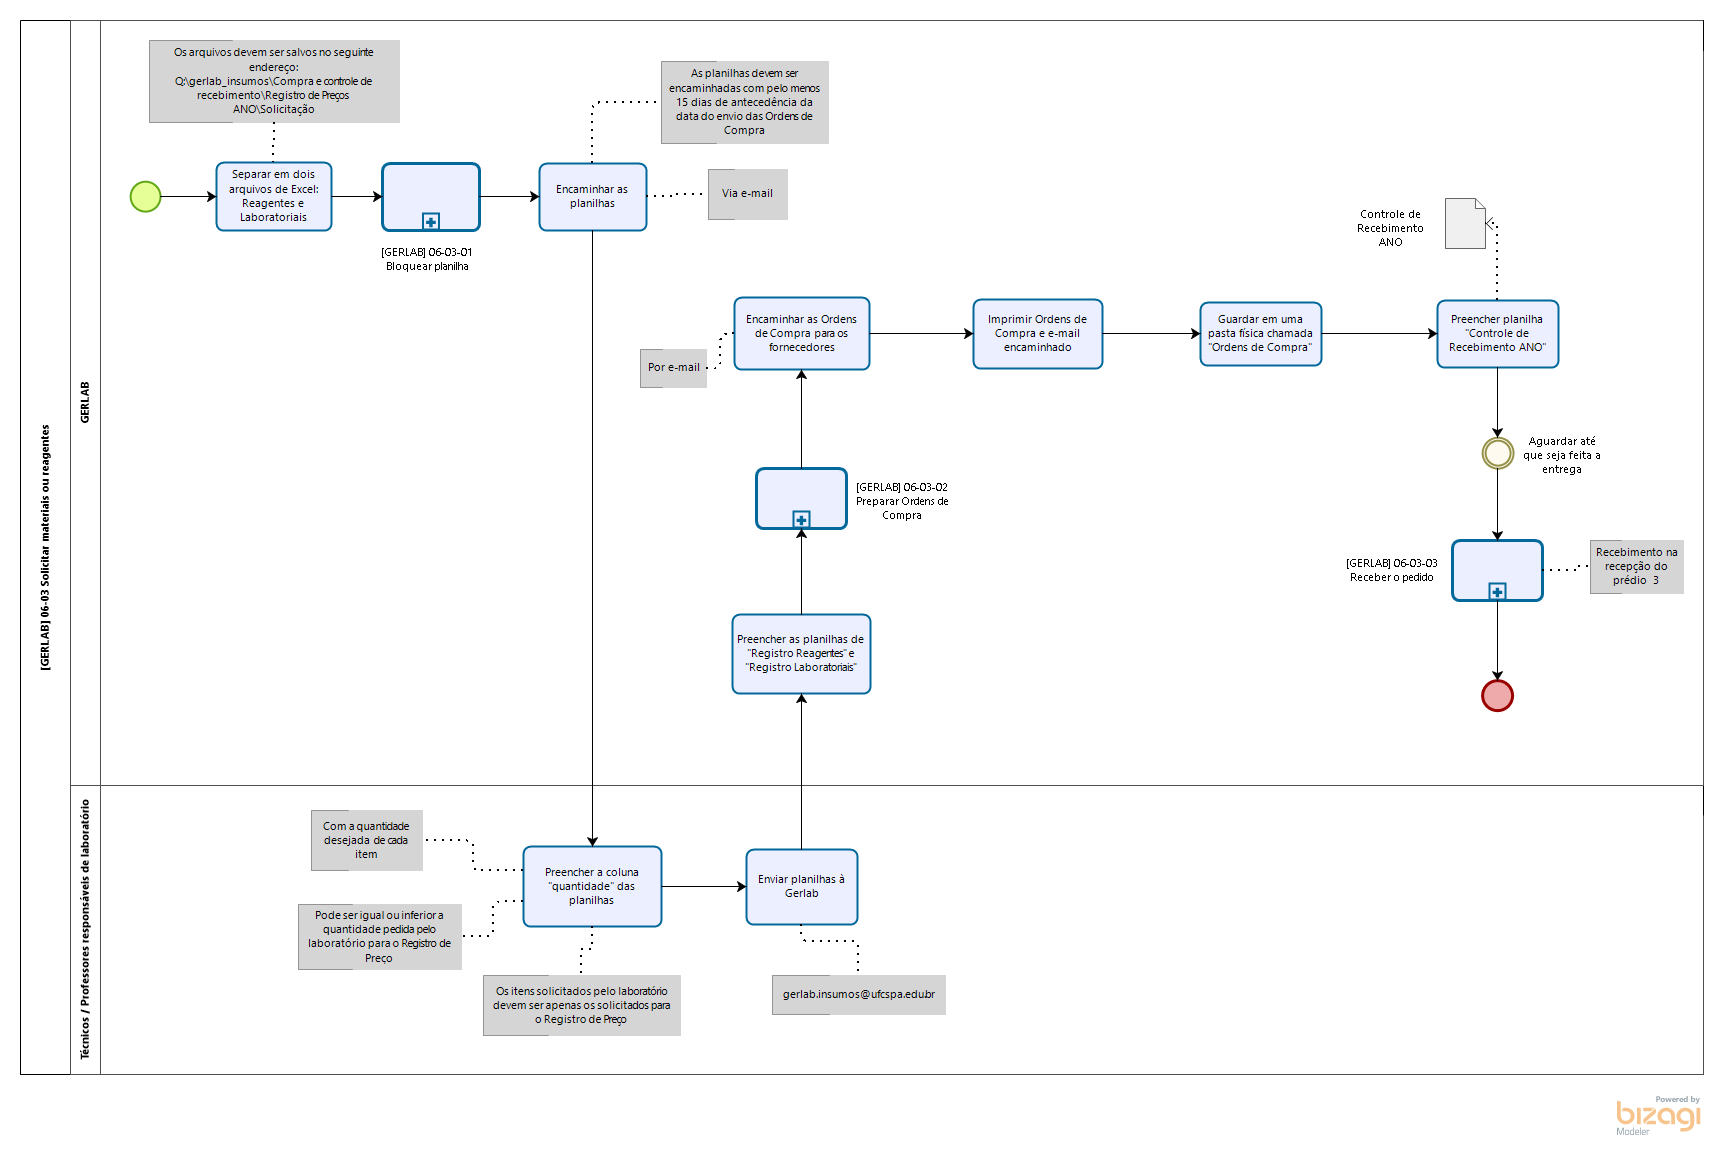 [GERLAB] 06-03 Solicitar materiais ou reagentes
GERLAB
Os arquivos devem ser salvos no seguinte
endereço:
Q:\gerlab_insumos\Compra e controle de
recebimento\Registro de Preços
ANO\Solicitação
As planilhas devem ser
encaminhadas com pelo menos
15 dias de antecedência da
data do envio das Ordens de
Compra
Separar em dois
arquivos de Excel:
Reagentes e
Laboratoriais
[GERLAB] 06-03-01
Bloquear planilha
Encaminhar as
planilhas
Via e-mail
Controle de
Recebimento
ANO
Encaminhar as Ordens
de Compra para os
fornecedores
Por e-mail
Imprimir Ordens de
Compra e e-mail
encaminhado
Guardar em uma
pasta física chamada
"Ordens de Compra"
Preencher planilha
"Controle de
Recebimento ANO"
Aguardar até
que seja feita a
entrega
[GERLAB] 06-03-02
Preparar Ordens de
Compra
[GERLAB] 06-03-03
Receber o pedido
Recebimento na
recepção do
prédio 3
Preencher as planilhas de
"Registro Reagentes" e
"Registro Laboratoriais"
Técnicos / Professores responsáveis de laboratório
Com a quantidade
desejada de cada
item
Pode ser igual ou inferior a
quantidade pedida pelo
laboratório para o Registro de
Preço
Preencher a coluna
"quantidade" das
planilhas
Os itens solicitados pelo laboratório
devem ser apenas os solicitados para
o Registro de Preço
Enviar planilhas à
Gerlab
gerlab.insumos@ufcspa.edu.br
Powered by
bizagi
Modeler